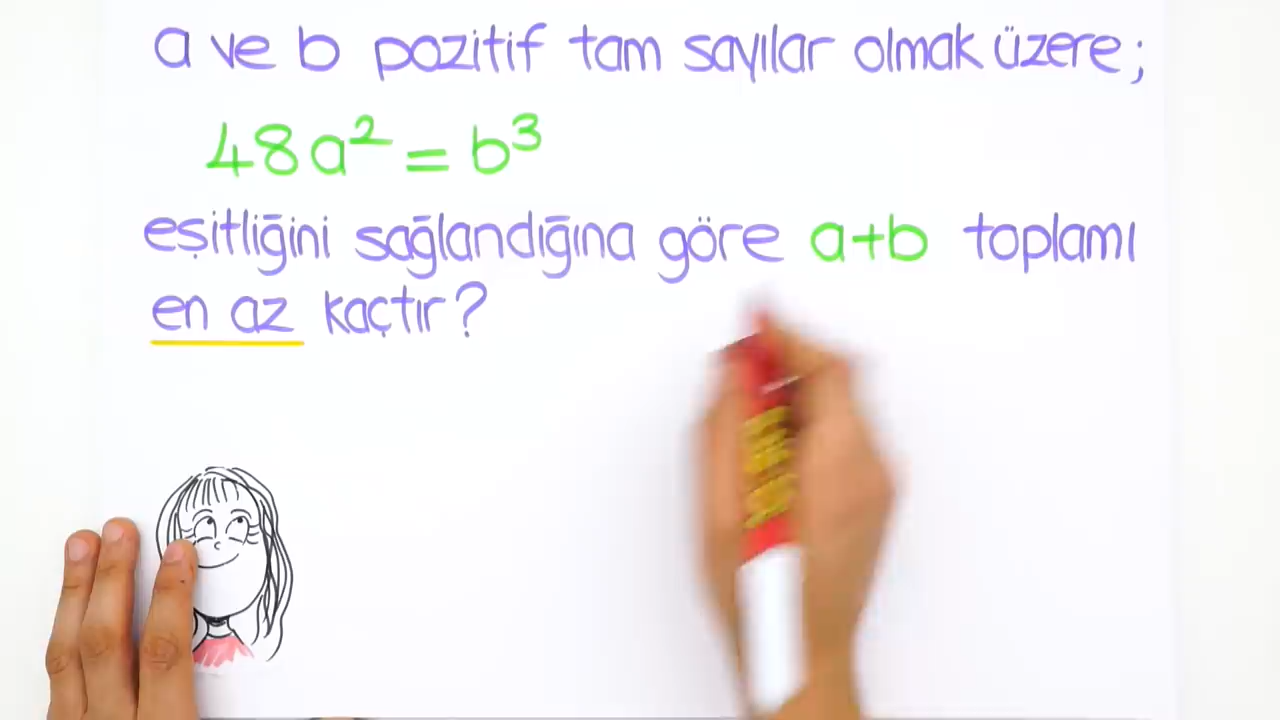 a ve b pozitif tam sayılar olmak üzere;
48a² = b³
eşitliğini sağlandığına göre a+b toplamı
en az kaçtır?